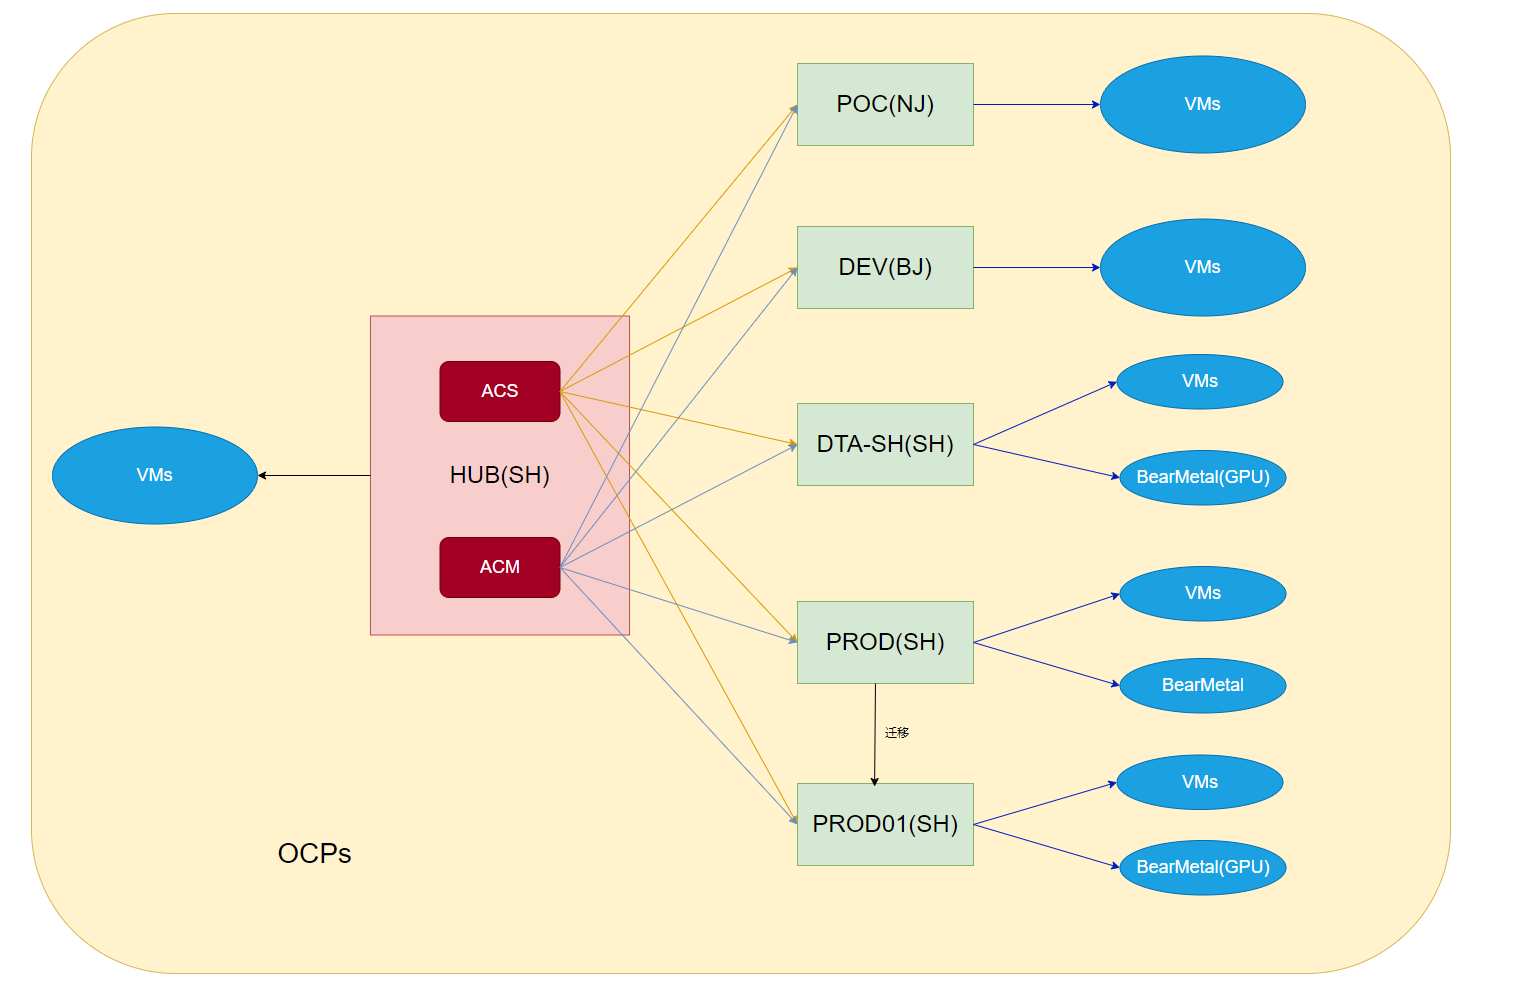 POC(NJ)
VMs
DEV(BJ)
VMs
ACS
HUB(SH)
ACM
VMs
DTA-SH(SH)
VMs
BearMetal(GPU)
PROD(SH)
VMs
BearMetal
迁移
PROD01(SH)
VMs
BearMetal(GPU)
OCPs